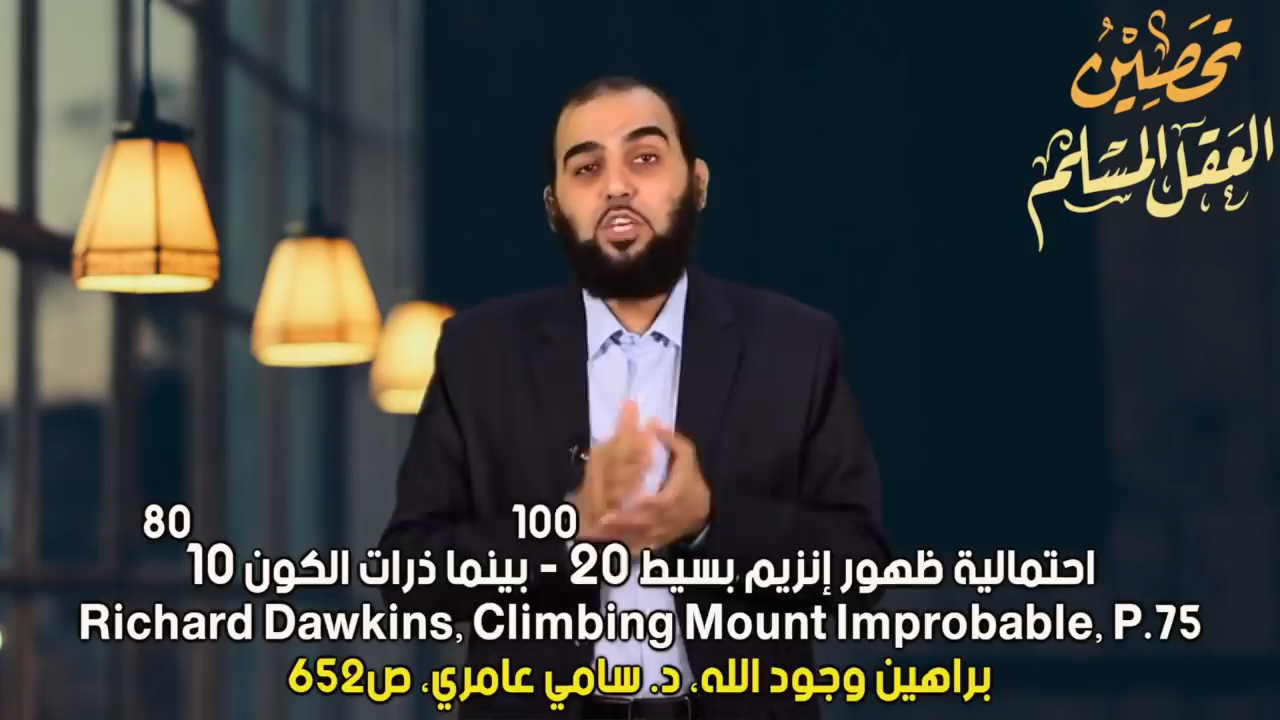 تحصين
العقل المسلم
احتمالية ظهور إنزيم بسيط 20^100 - بينما ذرات الكون 10^80
Richard Dawkins, Climbing Mount Improbable, P.75
براهين وجود الله، د. سامي عامري، ص652